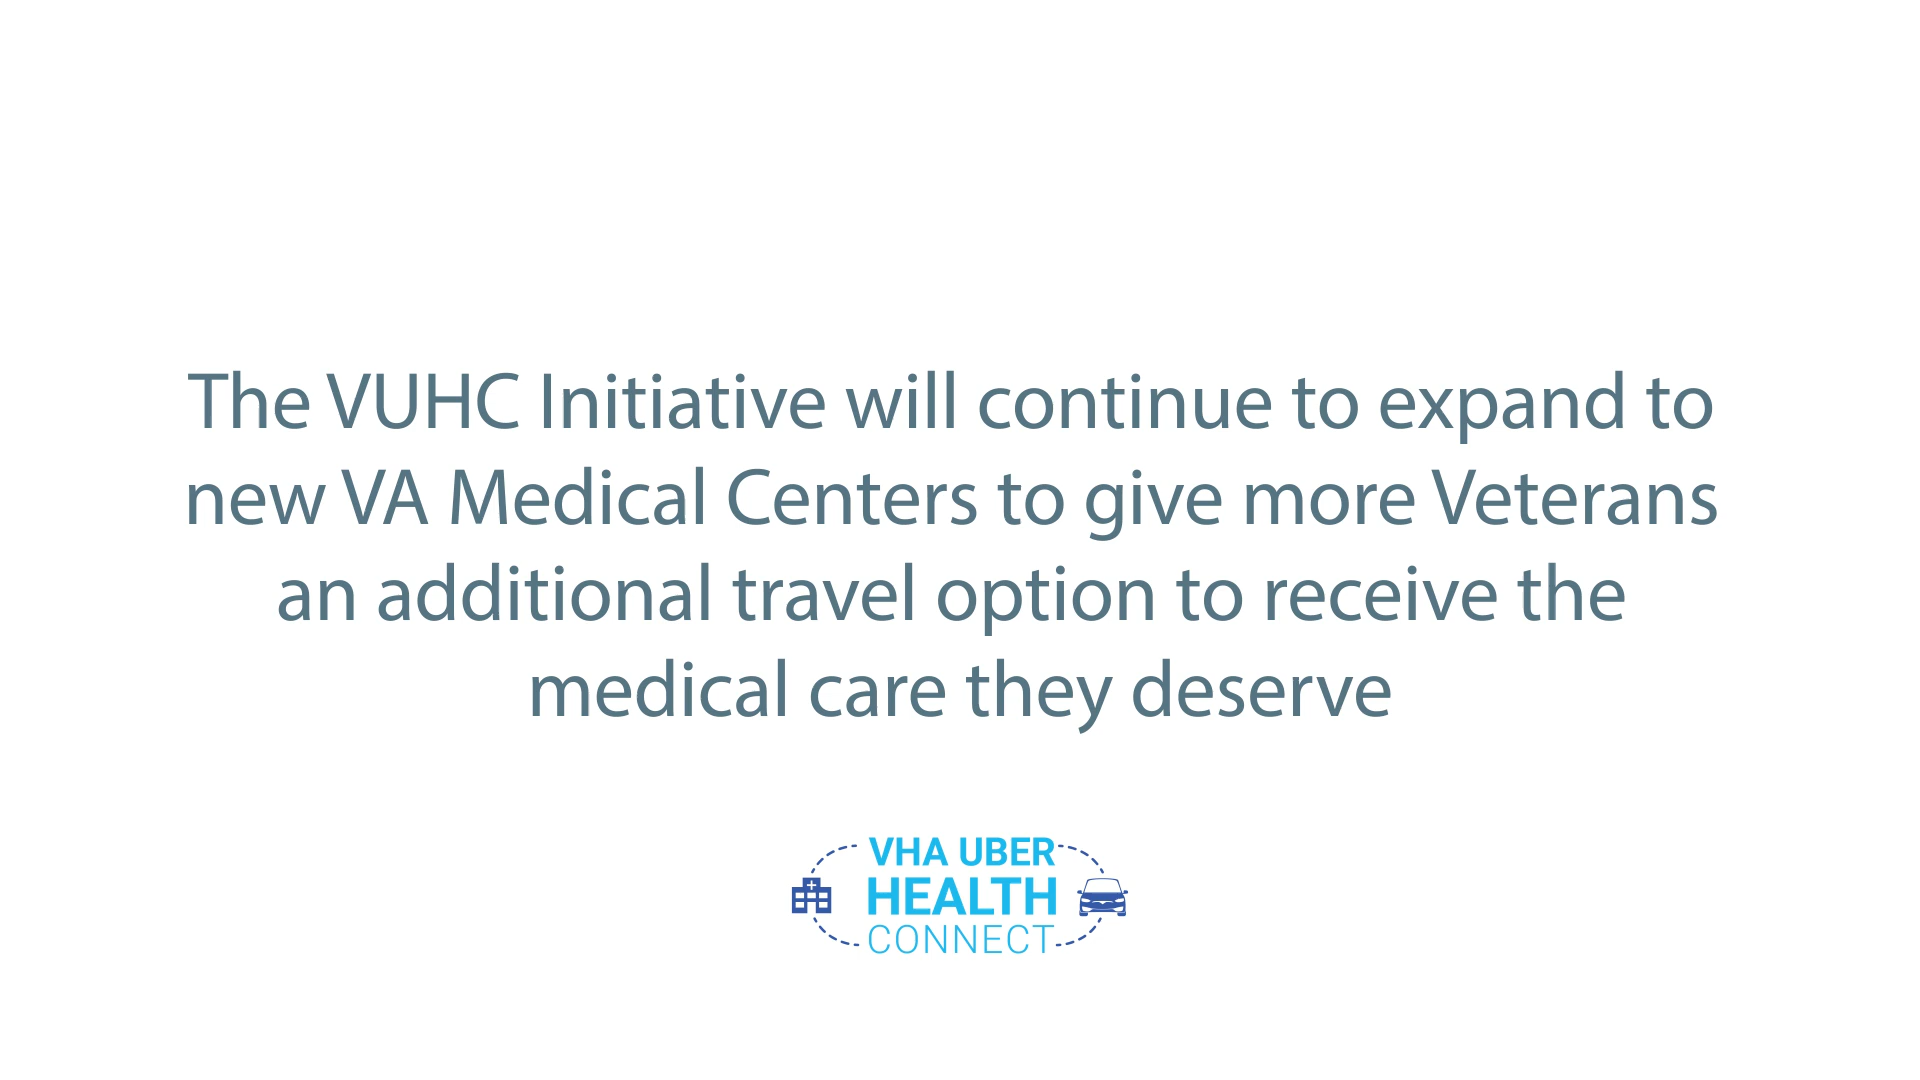 The VUHC Initiative will continue to expand to
new VA Medical Centers to give more Veterans
an additional travel option to receive the
medical care they deserve
VHA UBER
HEALTH
CONNECT